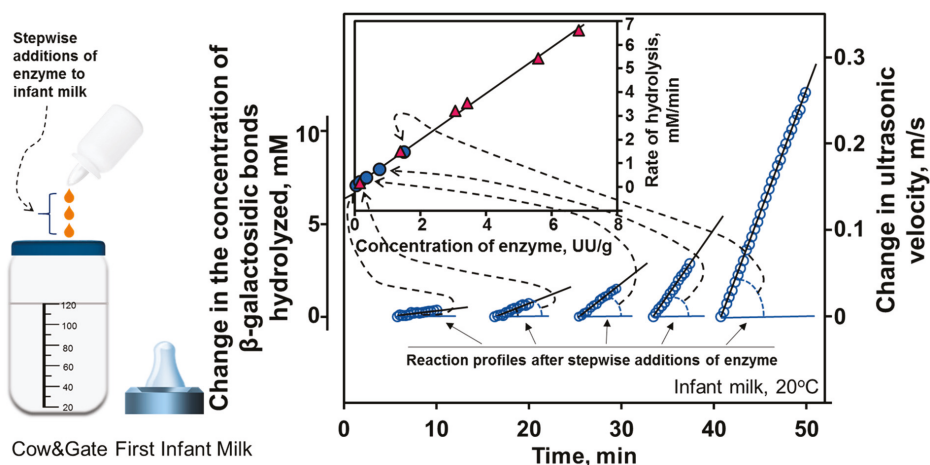 Stepwise
additions of
enzyme to
infant milk
120
100
80
60
40
20
Cow&Gate First Infant Milk
Change in the concentration of
β-galactosidic bonds
hydrolyzed, mM
10
5
0
7
6
5
4
3
2
1
0
Rate of hydrolysis,
mM/min
0 2 4 6 8
Concentration of enzyme, UU/g
0.3
0.2
0.1
0
Change in ultrasonic
velocity, m/s
Reaction profiles after stepwise additions of enzyme
Infant milk, 20°C
0 10 20 30 40 50
Time, min